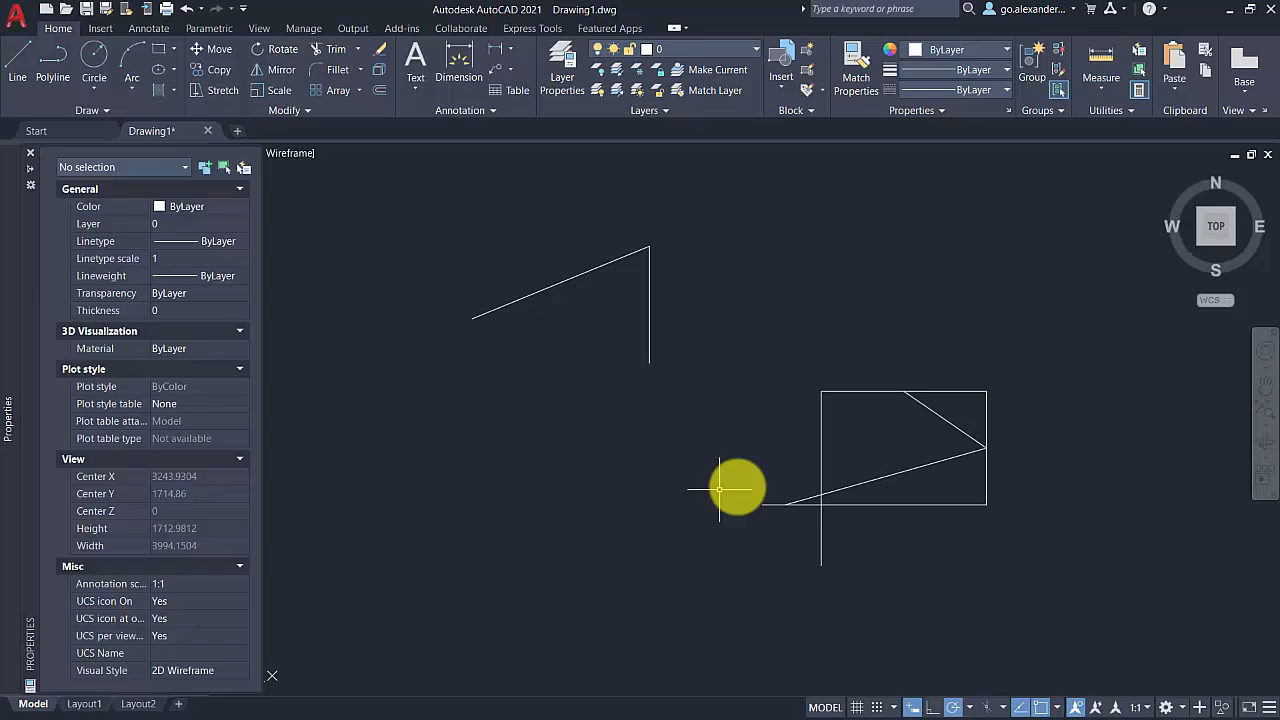 Autodesk AutoCAD 2021 Drawing1.dwg
Type a keyword or phrase
go.alexander...
Home Insert Annotate Parametric View Manage Output Add-ins Collaborate Express Tools Featured Apps
Line
Polyline
Circle
Arc
Move
Rotate
Trim
Copy
Mirror
Fillet
Stretch
Scale
Array
Text
Dimension
Table
Layer
Properties
0
Make Current
Match Layer
Insert
Match
Properties
ByLayer
ByLayer
ByLayer
Group
Measure
Paste
Base
Draw
Modify
Annotation
Layers
Block
Properties
Groups
Utilities
Clipboard
View
Start
Drawing1*
No selection
Wireframe]
General
Color ByLayer
Layer 0
Linetype ByLayer
Linetype scale 1
Lineweight ByLayer
Transparency ByLayer
Thickness 0
3D Visualization
Material ByLayer
Plot style
Plot style ByColor
Plot style table None
Plot table atta... Model
Plot table type Not available
View
Center X 3243.9304
Center Y 1714.86
Center Z 0
Height 1712.9812
Width 3994.1504
Misc
Annotation sc... 1:1
UCS icon On Yes
UCS icon at o... Yes
UCS per view... Yes
UCS Name
Visual Style 2D Wireframe
Properties
PROPERTIES
N
W TOP E
S
WCS
Model Layout1 Layout2
MODEL
1:1